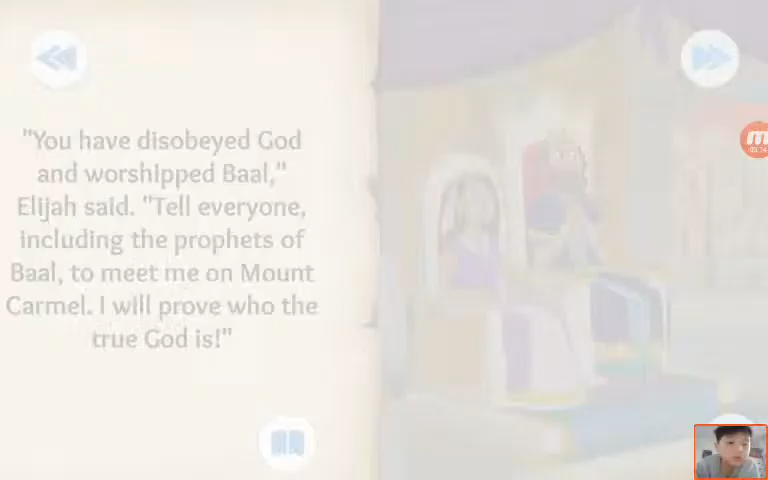 "You have disobeyed God
and worshipped Baal,"
Elijah said. "Tell everyone,
including the prophets of
Baal, to meet me on Mount
Carmel. I will prove who the
true God is!"